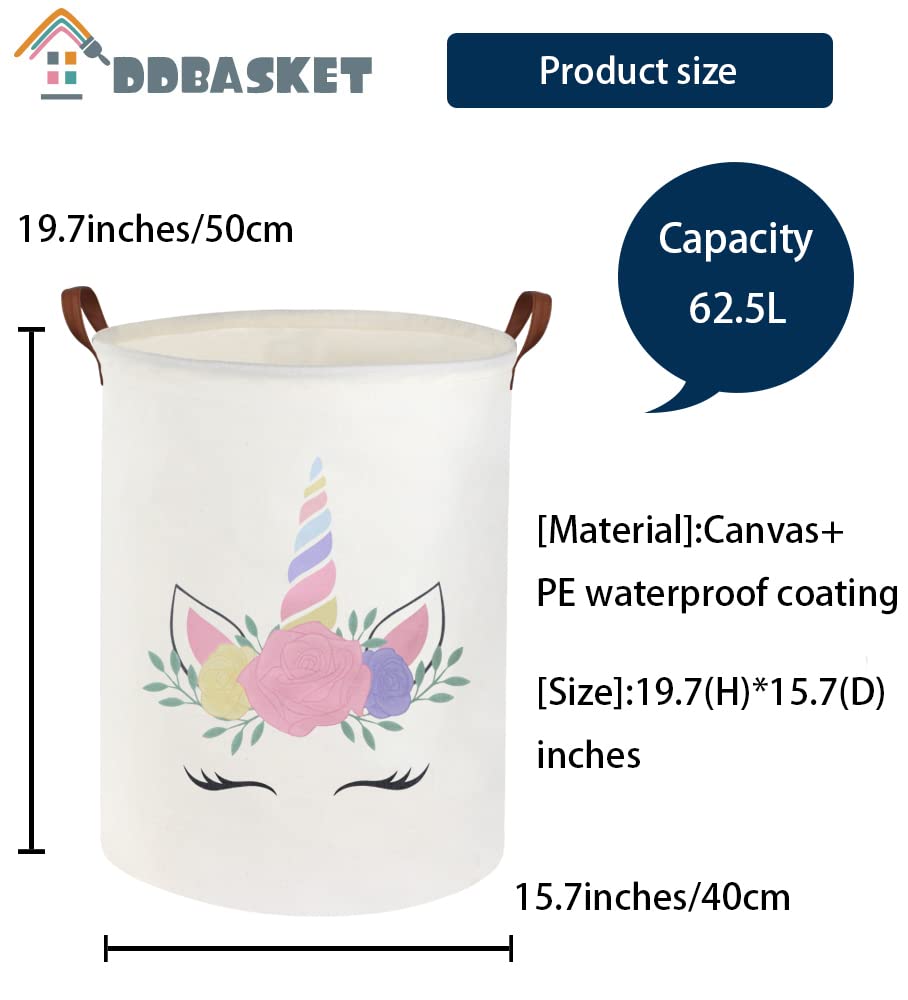 DDBASKET
Product size
19.7inches/50cm
Capacity
62.5L
[Material]:Canvas+
PE waterproof coating
[Size]:19.7(H)*15.7(D)
inches
15.7inches/40cm